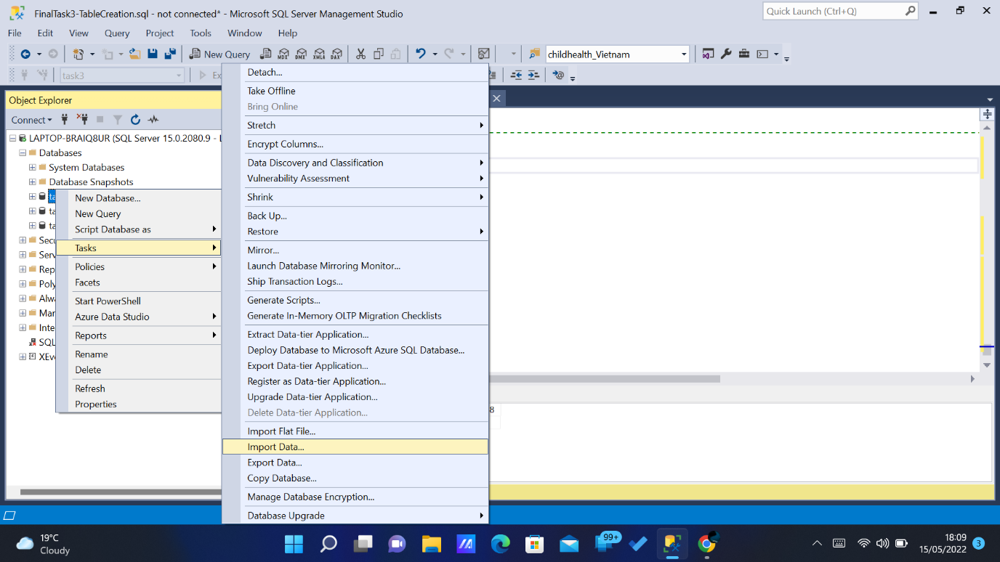 FinalTask3-TableCreation.sql - not connected* - Microsoft SQL Server Management Studio
Quick Launch (Ctrl+Q)
File Edit View Query Project Tools Window Help
New Query MDX DMX XMLA DAX childhealth_Vietnam
task3 Ex
Object Explorer
Connect
LAPTOP-BRAIQ8UR (SQL Server 15.0.2080.9 - L
Databases
System Databases
Database Snapshots
ta
ta
ta
Secu
Serv
Rep
Poly
Alwa
Man
Inte
SQL
XEve
New Database...
New Query
Script Database as
Tasks
Policies
Facets
Start PowerShell
Azure Data Studio
Reports
Rename
Delete
Refresh
Properties
Detach...
Take Offline
Bring Online
Stretch
Encrypt Columns...
Data Discovery and Classification
Vulnerability Assessment
Shrink
Back Up...
Restore
Mirror...
Launch Database Mirroring Monitor...
Ship Transaction Logs...
Generate Scripts...
Generate In-Memory OLTP Migration Checklists
Extract Data-tier Application...
Deploy Database to Microsoft Azure SQL Database...
Export Data-tier Application...
Register as Data-tier Application...
Upgrade Data-tier Application...
Delete Data-tier Application...
Import Flat File...
Import Data...
Export Data...
Copy Database...
Manage Database Encryption...
Database Upgrade
8
19°C
Cloudy
99+
18:09
15/05/2022
3